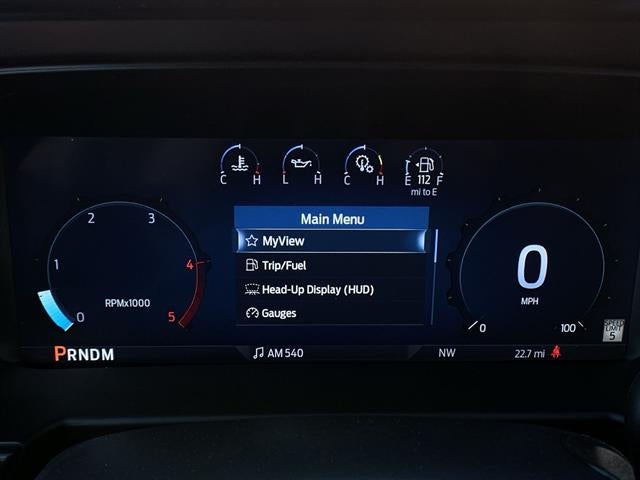 C H L H C H E 112 F
mi to E
Main Menu
MyView
Trip/Fuel
Head-Up Display (HUD)
Gauges
0 1 2 3 4 5
RPMx1000
0
MPH
0 100
SPEED
LIMIT
5
PRNDM
AM 540
NW
22.7 mi